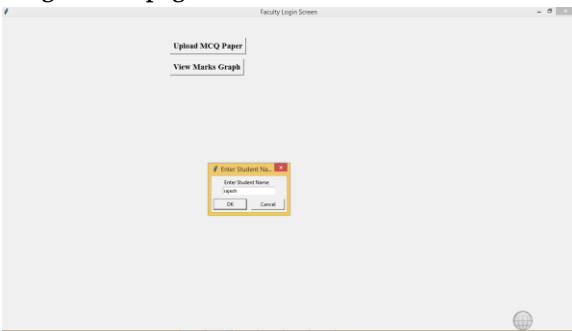 Faculty Login Screen
Upload MCQ Paper
View Marks Graph
Enter Student Na...
Enter Student Name
rajesh
OK
Cancel